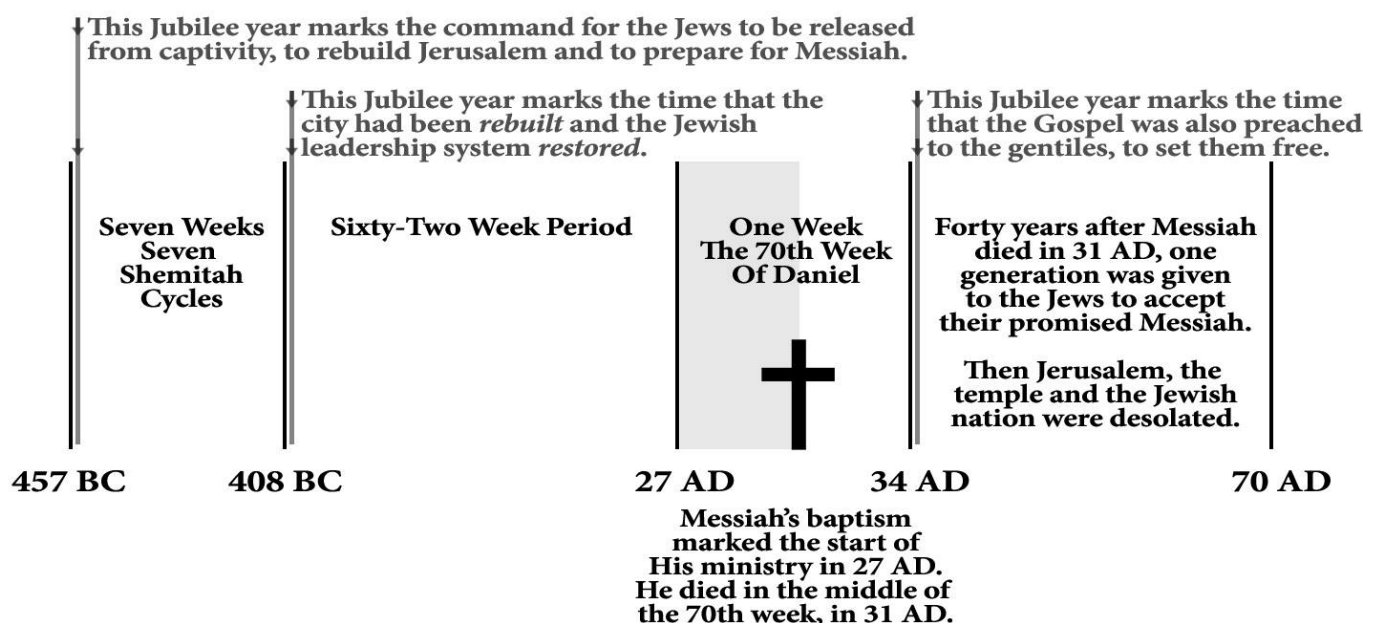 This Jubilee year marks the command for the Jews to be released
from captivity, to rebuild Jerusalem and to prepare for Messiah.
This Jubilee year marks the time that the
city had been rebuilt and the Jewish
leadership system restored.
This Jubilee year marks the time
that the Gospel was also preached
to the gentiles, to set them free.
Seven Weeks
Seven
Shemitah
Cycles
Sixty-Two Week Period
One Week
The 70th Week
Of Daniel
Forty years after Messiah
died in 31 AD, one
generation was given
to the Jews to accept
their promised Messiah.
Then Jerusalem, the
temple and the Jewish
nation were desolated.
457 BC
408 BC
27 AD
34 AD
70 AD
Messiah's baptism
marked the start of
His ministry in 27 AD.
He died in the middle of
the 70th week, in 31 AD.